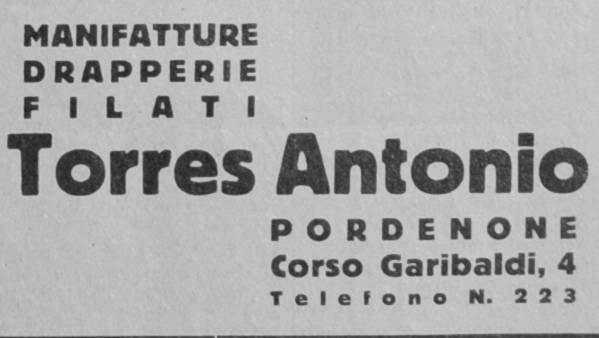 MANIFATTURE
DRAPPERIE
FILATI
Torres Antonio
PORDENONE
Corso Garibaldi, 4
Telefono N. 223